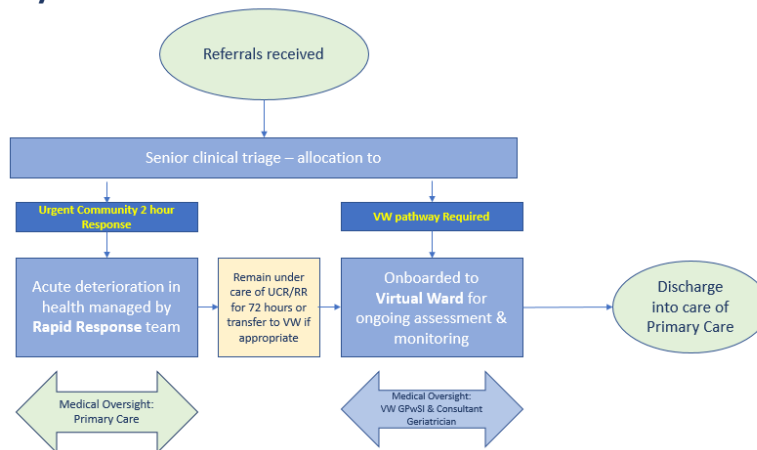 Referrals received
Senior clinical triage – allocation to
Urgent Community 2 hour
Response
VW pathway Required
Acute deterioration in
health managed by
Rapid Response team
Remain under
care of UCR/RR
for 72 hours or
transfer to VW if
appropriate
Onboarded to
Virtual Ward for
ongoing assessment &
monitoring
Discharge
into care of
Primary Care
Medical Oversight:
Primary Care
Medical Oversight:
VW GPwSI & Consultant
Geriatrician